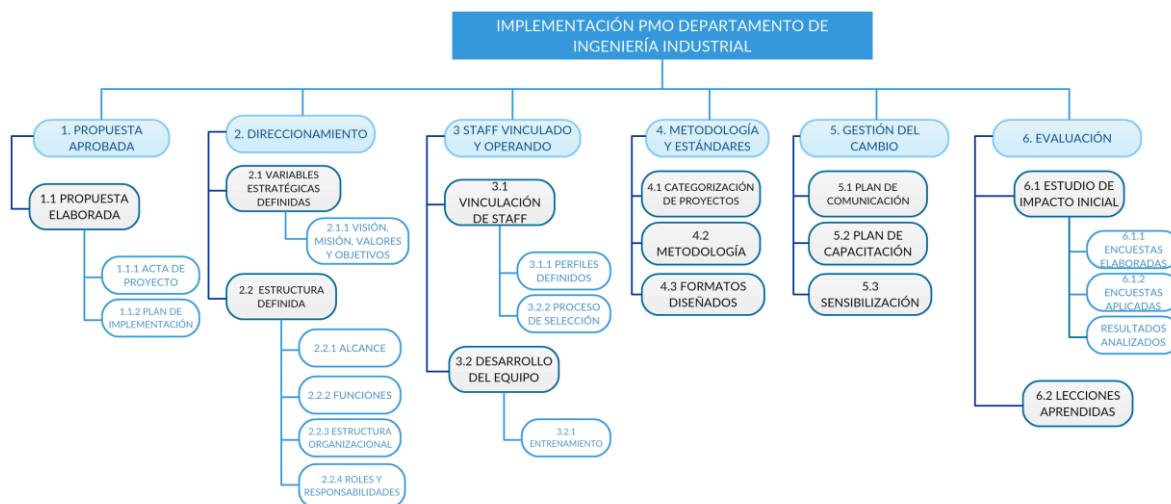 IMPLEMENTACIÓN PMO DEPARTAMENTO DE
INGENIERÍA INDUSTRIAL
1. PROPUESTA
APROBADA
1.1 PROPUESTA
ELABORADA
1.1.1 ACTA DE
PROYECTO
1.1.2 PLAN DE
IMPLEMENTACIÓN
2. DIRECCIONAMIENTO
2.1 VARIABLES
ESTRATÉGICAS
DEFINIDAS
2.1.1 VISIÓN,
MISIÓN, VALORES
Y OBJETIVOS
2.2 ESTRUCTURA
DEFINIDA
2.2.1 ALCANCE
2.2.2 FUNCIONES
2.2.3 ESTRUCTURA
ORGANIZACIONAL
2.2.4 ROLES Y
RESPONSABILIDADES
3 STAFF VINCULADO
Y OPERANDO
3.1
VINCULACIÓN
DE STAFF
3.1.1 PERFILES
DEFINIDOS
3.2.2 PROCESO
DE SELECCIÓN
3.2 DESARROLLO
DEL EQUIPO
3.2.1
ENTRENAMIENTO
4. METODOLOGÍA
Y ESTÁNDARES
4.1 CATEGORIZACIÓN
DE PROYECTOS
4.2
METODOLOGÍA
4.3 FORMATOS
DISEÑADOS
5. GESTIÓN DEL
CAMBIO
5.1 PLAN DE
COMUNICACIÓN
5.2 PLAN DE
CAPACITACIÓN
5.3
SENSIBILIZACIÓN
6. EVALUACIÓN
6.1 ESTUDIO DE
IMPACTO INICIAL
6.1.1
ENCUESTAS
ELABORADAS
6.1.2
ENCUESTAS
APLICADAS
RESULTADOS
ANALIZADOS
6.2 LECCIONES
APRENDIDAS